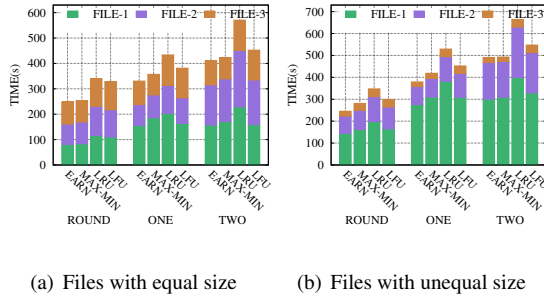 FILE-1 FILE-2 FILE-3
TIME(s)
600
500
400
300
200
100
0
EARN MAX-MIN LRU LFU EARN MAX-MIN LRU LFU EARN MAX-MIN LRU LFU
ROUND ONE TWO
(a) Files with equal size
FILE-1 FILE-2 FILE-3
TIME(s)
700
600
500
400
300
200
100
0
EARN MAX-MIN LRU LFU EARN MAX-MIN LRU LFU EARN MAX-MIN LRU LFU
ROUND ONE TWO
(b) Files with unequal size